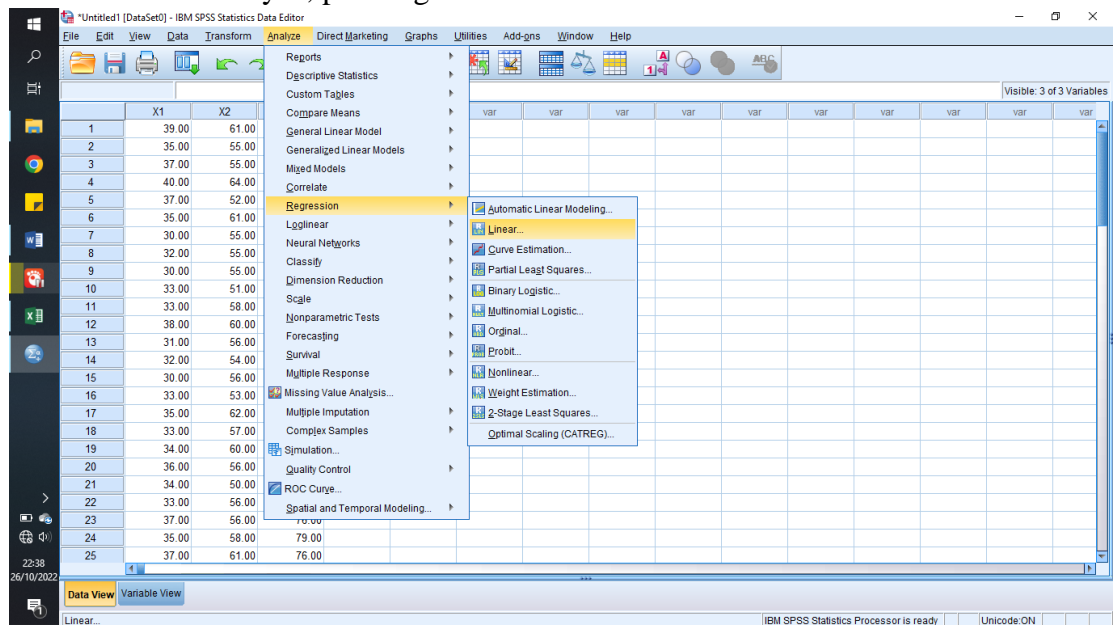 *Untitled1 [DataSet0] - IBM SPSS Statistics Data Editor
File Edit View Data Transform Analyze Direct Marketing Graphs Utilities Add-ons Window Help
Visible: 3 of 3 Variables
X1 X2 var var var var var var var var var var
1 39.00 61.00
2 35.00 55.00
3 37.00 55.00
4 40.00 64.00
5 37.00 52.00
6 35.00 61.00
7 30.00 55.00
8 32.00 55.00
9 30.00 55.00
10 33.00 51.00
11 33.00 58.00
12 38.00 60.00
13 31.00 56.00
14 32.00 54.00
15 30.00 56.00
16 33.00 53.00
17 35.00 62.00
18 33.00 57.00
19 34.00 60.00
20 36.00 56.00
21 34.00 50.00
22 33.00 56.00
23 37.00 56.00 76.00
24 35.00 58.00 79.00
25 37.00 61.00 76.00
Reports
Descriptive Statistics
Custom Tables
Compare Means
General Linear Model
Generalized Linear Models
Mixed Models
Correlate
Regression
Loglinear
Neural Networks
Classify
Dimension Reduction
Scale
Nonparametric Tests
Forecasting
Survival
Multiple Response
Missing Value Analysis...
Multiple Imputation
Complex Samples
Simulation...
Quality Control
ROC Curve...
Spatial and Temporal Modeling...
Automatic Linear Modeling...
Linear...
Curve Estimation...
Partial Least Squares...
Binary Logistic...
Multinomial Logistic...
Ordinal...
Probit...
Nonlinear...
Weight Estimation...
2-Stage Least Squares...
Optimal Scaling (CATREG)...
22:38
26/10/2022
Data View Variable View
Linear... IBM SPSS Statistics Processor is ready Unicode:ON